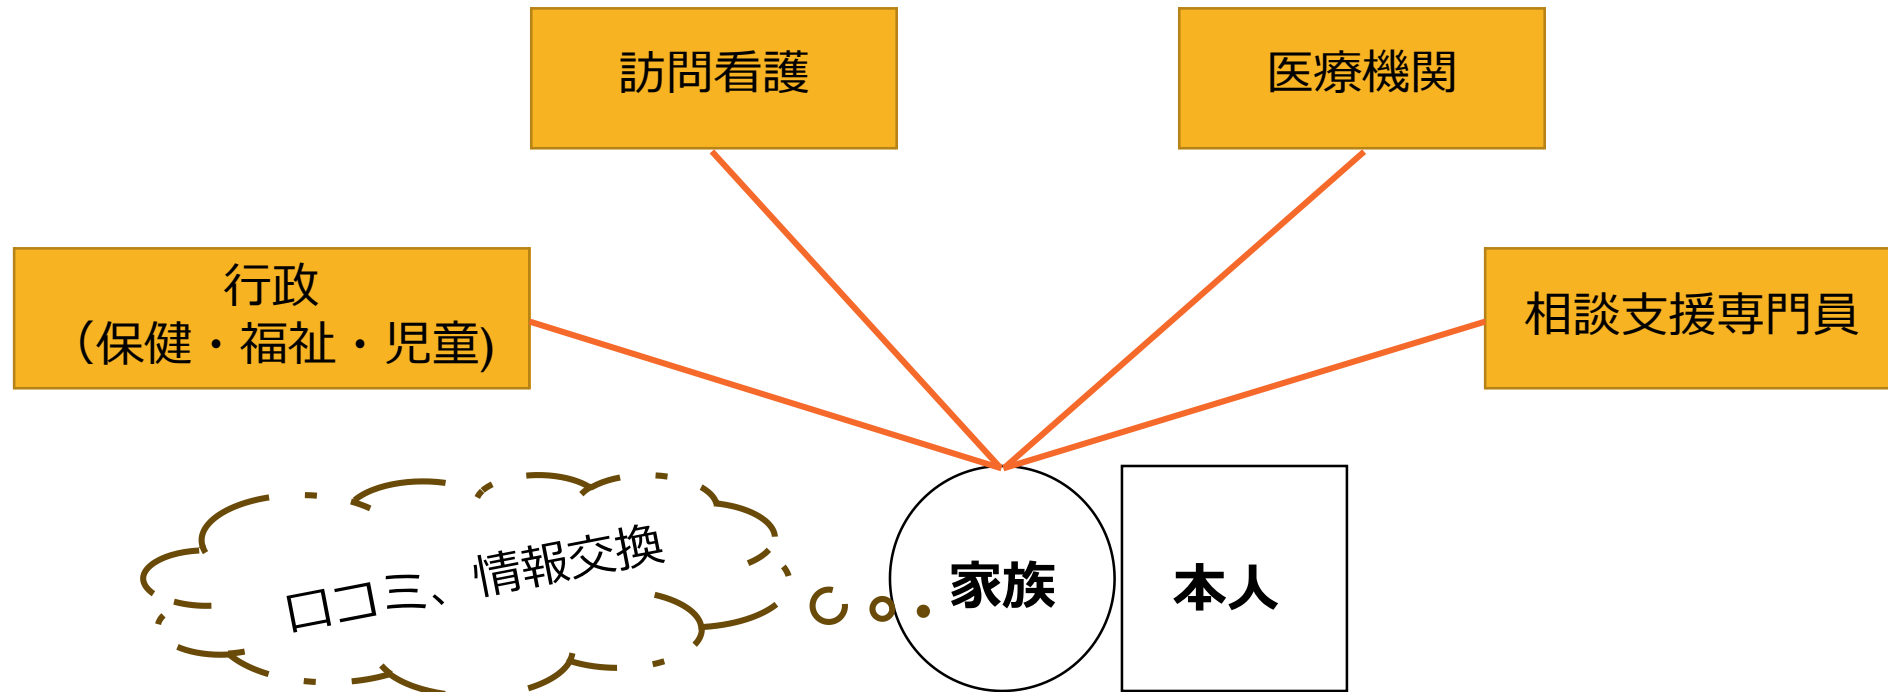 訪問看護
医療機関
行政
（保健・福祉・児童)
相談支援専門員
口コミ、情報交換
家族
本人